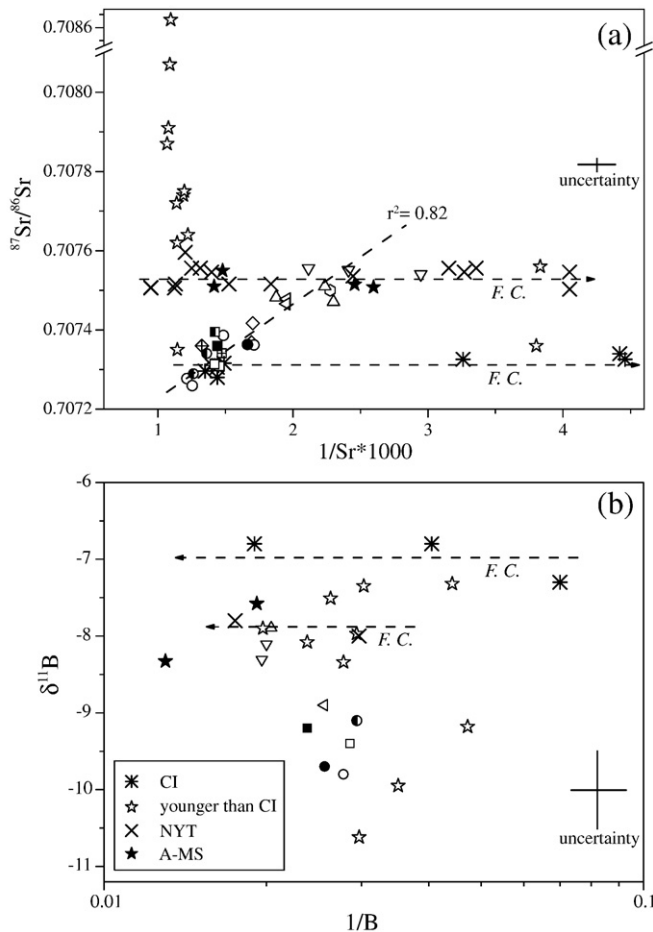 (a)
0.7086
0.7080
0.7078
0.7076
0.7074
0.7072
⁸⁷Sr/⁸⁶Sr
uncertainty
r²= 0.82
F. C.
F. C.
1 2 3 4
1/Sr*1000
(b)
-6
-7
-8
-9
-10
-11
δ¹¹B
F. C.
F. C.
CI
younger than CI
NYT
A-MS
uncertainty
0.01 0.1
1/B